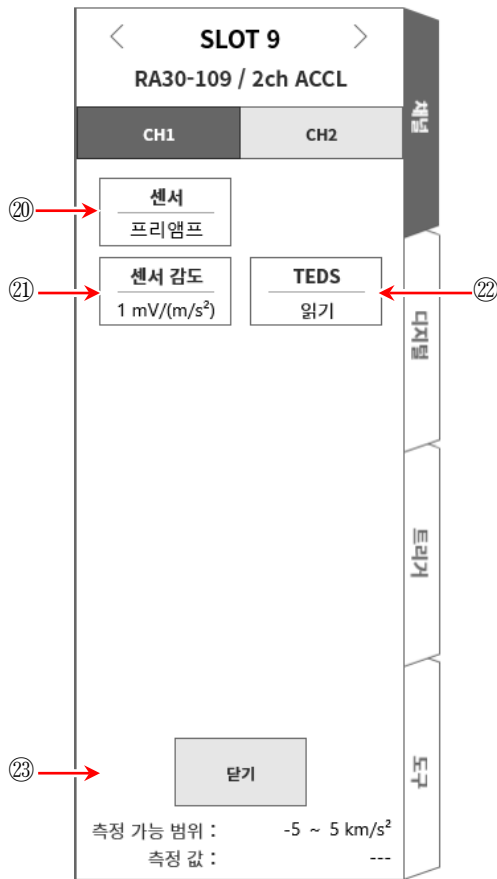 < SLOT 9 >
RA30-109 / 2ch ACCL
CH1 CH2
채널
⑳ 센서
프리앰프
㉑ 센서 감도
1 mV/(m/s²)
TEDS ㉒
읽기
디지털
트리거
도구
㉓ 닫기
측정 가능 범위 : -5 ~ 5 km/s²
측정 값 : ---